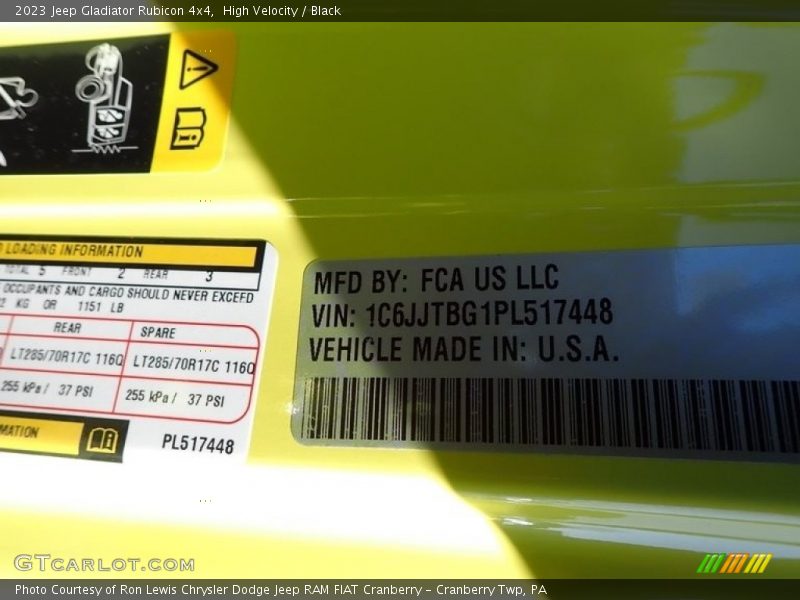 2023 Jeep Gladiator Rubicon 4x4,  High Velocity / Black
LOADING INFORMATION
TOTAL 5 FRONT 2 REAR 3
OCCUPANTS AND CARGO SHOULD NEVER EXCEED
KG OR 1151 LB
REAR SPARE
LT285/70R17C 116Q LT285/70R17C 116Q
255 kPa / 37 PSI 255 kPa / 37 PSI
PL517448
MFD BY: FCA US LLC
VIN: 1C6JJTBG1PL517448
VEHICLE MADE IN: U.S.A.
GTCARLOT.COM
Photo Courtesy of Ron Lewis Chrysler Dodge Jeep RAM FIAT Cranberry - Cranberry Twp, PA